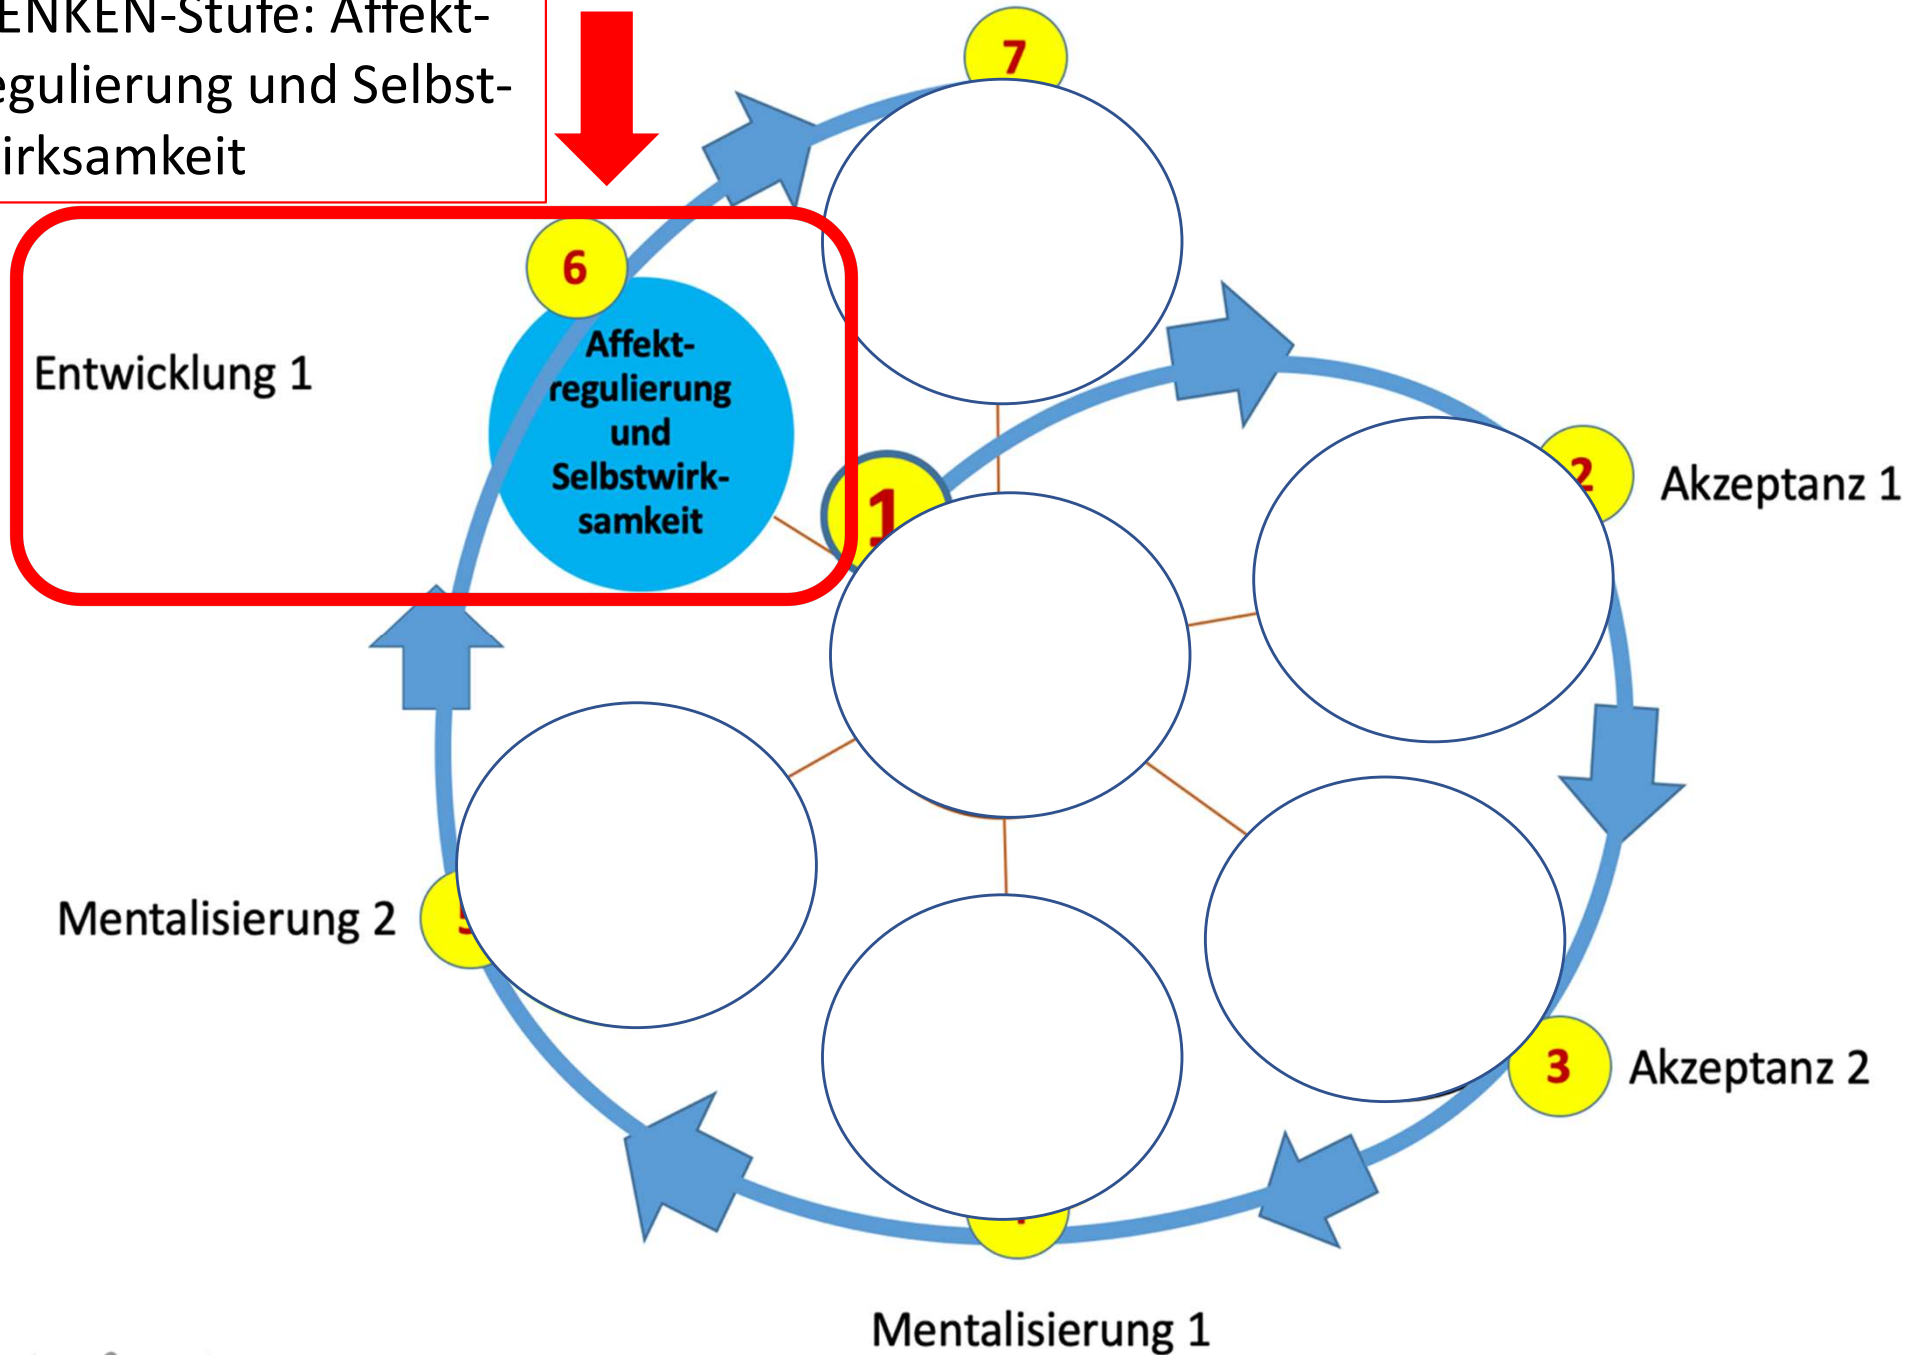 ENKEN-Stufe: Affekt-
egulierung und Selbst-
irksamkeit
7
6
Entwicklung 1
Affekt-
regulierung
und
Selbstwirk-
samkeit
1
2
Akzeptanz 1
Mentalisierung 2
5
3
Akzeptanz 2
Mentalisierung 1